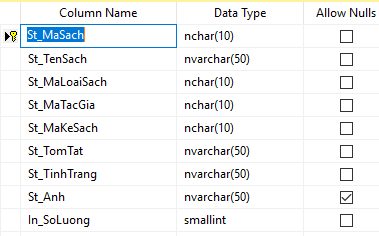 Column Name Data Type Allow Nulls
St_MaSach nchar(10)
St_TenSach nvarchar(50)
St_MaLoaiSach nchar(10)
St_MaTacGia nchar(10)
St_MaKeSach nchar(10)
St_TomTat nvarchar(50)
St_TinhTrang nvarchar(50)
St_Anh nvarchar(50)
In_SoLuong smallint